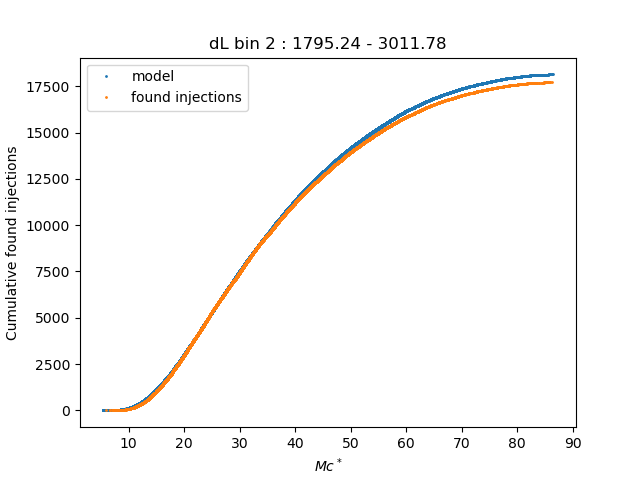 dL bin 2 : 1795.24 - 3011.78
model
found injections
Cumulative found injections
17500
15000
12500
10000
7500
5000
2500
0
10 20 30 40 50 60 70 80 90
Mc*